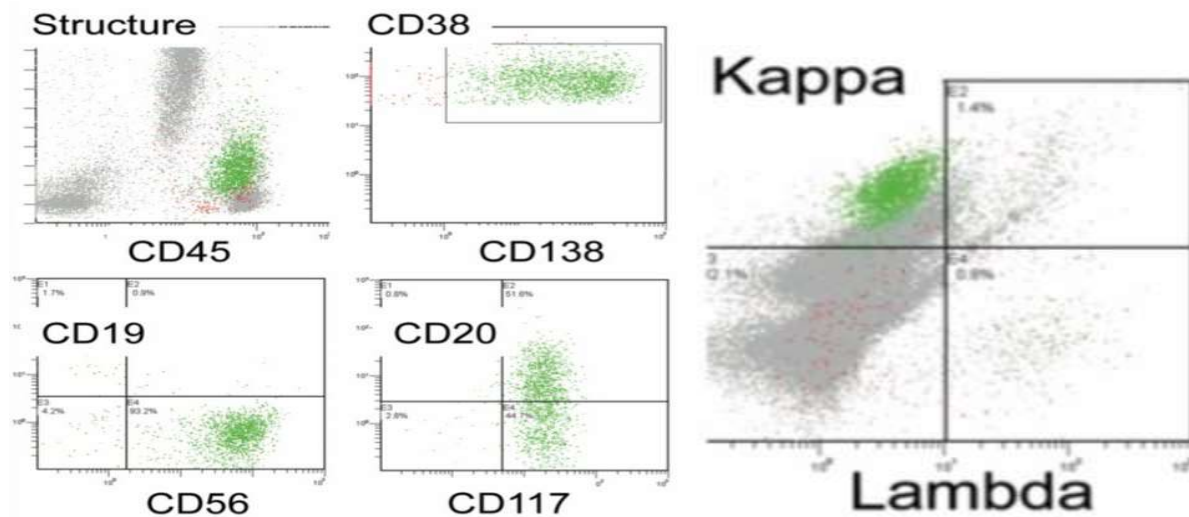 Structure
CD45
CD38
CD138
Kappa
E2
1.4%
E4
0.8%
Lambda
E1
1.7%
E2
0.9%
CD19
E3
4.2%
E4
93.2%
CD56
E1
0.8%
E2
51.6%
CD20
E3
2.8%
E4
CD117